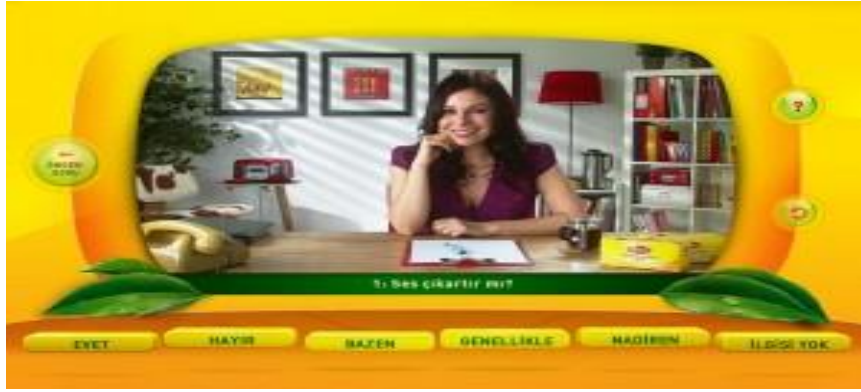 1: Ses çıkartır mı?
EVET
HAYIR
BAZEN
GENELLİKLE
NADİREN
İLGİSİ YOK